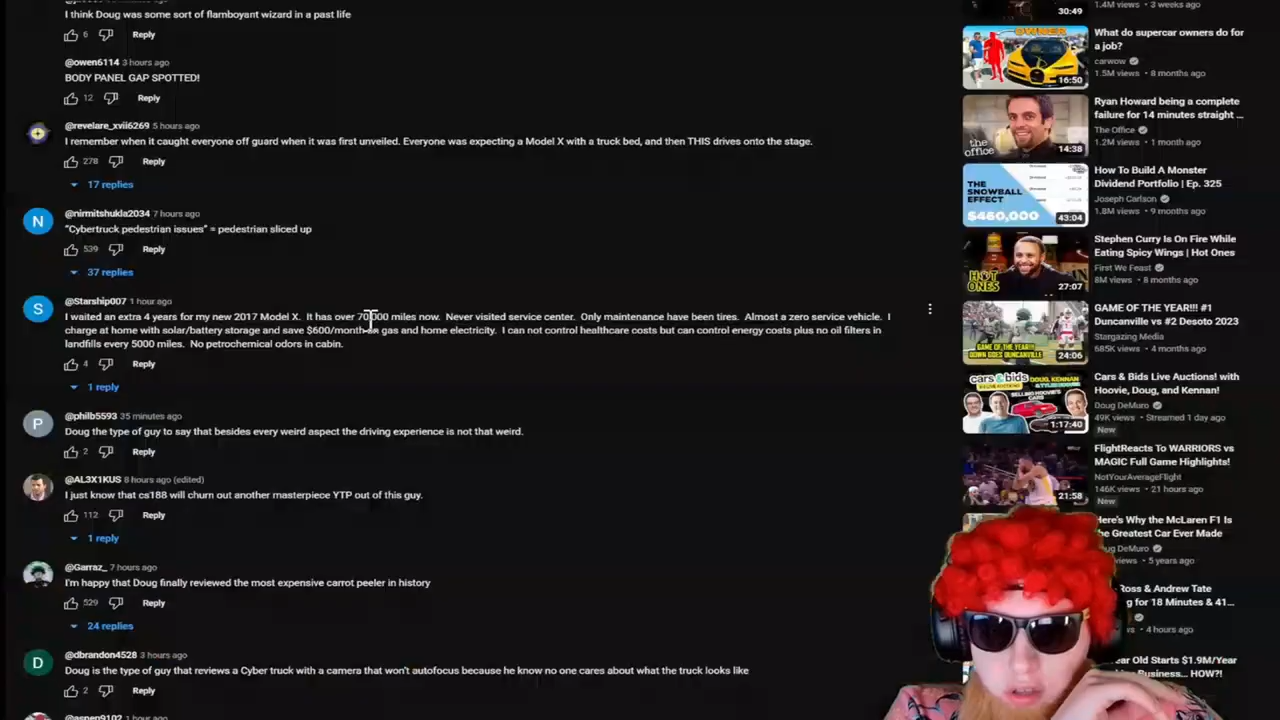 I think Doug was some sort of flamboyant wizard in a past life
6 Reply
@owen6114 3 hours ago
BODY PANEL GAP SPOTTED!
12 Reply
@revelare_xvii6269 5 hours ago
I remember when it caught everyone off guard when it was first unveiled. Everyone was expecting a Model X with a truck bed, and then THIS drives onto the stage.
278 Reply
17 replies
N
@nirmitshukla2034 7 hours ago
"Cybertruck pedestrian issues" = pedestrian sliced up
539 Reply
37 replies
S
@Starship007 1 hour ago
I waited an extra 4 years for my new 2017 Model X. It has over 70,000 miles now. Never visited service center. Only maintenance have been tires. Almost a zero service vehicle. I
charge at home with solar/battery storage and save $600/month gas and home electricity. I can not control healthcare costs but can control energy costs plus no oil filters in
landfills every 5000 miles. No petrochemical odors in cabin.
4 Reply
1 reply
P
@philb5593 35 minutes ago
Doug the type of guy to say that besides every weird aspect the driving experience is not that weird.
2 Reply
@AL3X1KUS 8 hours ago (edited)
I just know that cs188 will churn out another masterpiece YTP out of this guy.
112 Reply
1 reply
@Garraz_ 7 hours ago
I'm happy that Doug finally reviewed the most expensive carrot peeler in history
529 Reply
24 replies
D
@dbrandon4528 3 hours ago
Doug is the type of guy that reviews a Cyber truck with a camera that won't autofocus because he know no one cares about what the truck looks like
2 Reply
@aspen9102 1 hour ago
1.4M views • 3 weeks ago
30:49
OWNER
16:50
What do supercar owners do for
a job?
carwow
1.5M views • 8 months ago
the office
14:38
Ryan Howard being a complete
failure for 14 minutes straight ...
The Office
1.2M views • 1 month ago
THE
SNOWBALL
EFFECT
$460,000
43:04
How To Build A Monster
Dividend Portfolio | Ep. 325
Joseph Carlson
1.8M views • 9 months ago
HOT
ONES
27:07
Stephen Curry Is On Fire While
Eating Spicy Wings | Hot Ones
First We Feast
8M views • 8 months ago
GAME OF THE YEAR!!!
DOWN GOES DUNCANVILLE
24:06
GAME OF THE YEAR!!! #1
Duncanville vs #2 Desoto 2023
Stargazing Media
685K views • 4 months ago
cars & bids
DOUG, KENNAN
SELLING HOOVIE'S
CARS
1:17:40
Cars & Bids Live Auctions! with
Hoovie, Doug, and Kennan!
Doug DeMuro
49K views • Streamed 1 day ago
New
21:58
FlightReacts To WARRIORS vs
MAGIC Full Game Highlights!
NotYourAverageFlight
146K views • 21 hours ago
New
Here's Why the McLaren F1 Is
the Greatest Car Ever Made
Doug DeMuro
5 years ago
Ross & Andrew Tate
for 18 Minutes & 41...
4 hours ago
Old Starts $1.9M/Year
Business... HOW?!